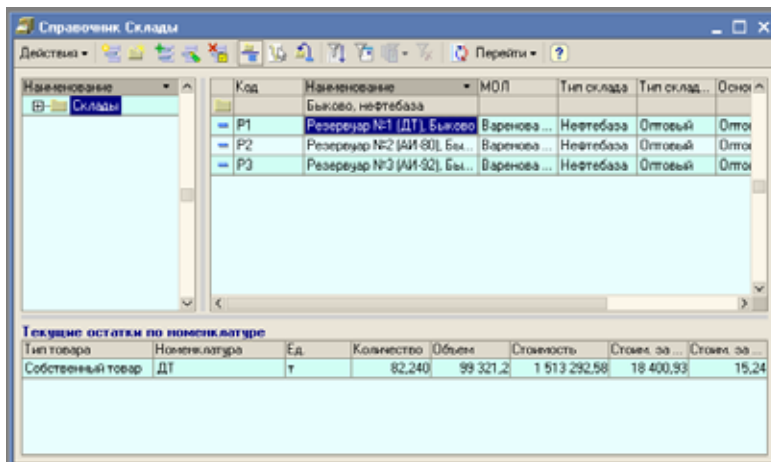 Справочник Склады
Действия Перейти
Наименование
Склады
Код Наименование МОЛ Тип склада Тип склад...
Быково, нефтебаза
Р1 Резервуар №1 (ДТ), Быково Варенова ... Нефтебаза Оптовый
Р2 Резервуар №2 (АИ-80), Бы... Варенова ... Нефтебаза Оптовый
Р3 Резервуар №3 (АИ-92), Бы... Варенова ... Нефтебаза Оптовый
Текущие остатки по номенклатуре
Тип товара Номенклатура Ед. Количество Объем Стоимость Стоим. за ... Стоим. за ...
Собственный товар ДТ т 82,240 99 321,2 1 513 292,58 18 400,93 15,24